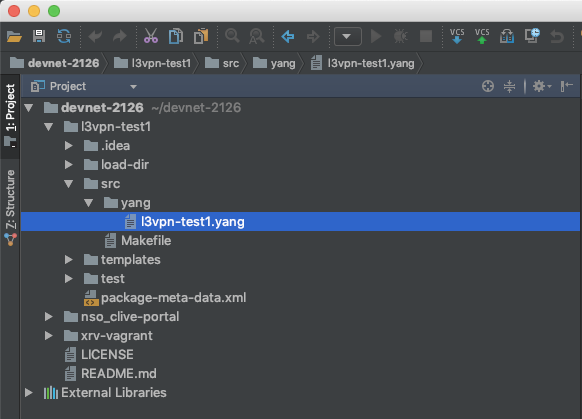 VCS VCS
devnet-2126 l3vpn-test1 src yang l3vpn-test1.yang
1: Project
Project
devnet-2126 ~/devnet-2126
l3vpn-test1
.idea
load-dir
src
yang
l3vpn-test1.yang
Makefile
templates
test
package-meta-data.xml
nso_clive-portal
xrv-vagrant
LICENSE
README.md
External Libraries
Z: Structure